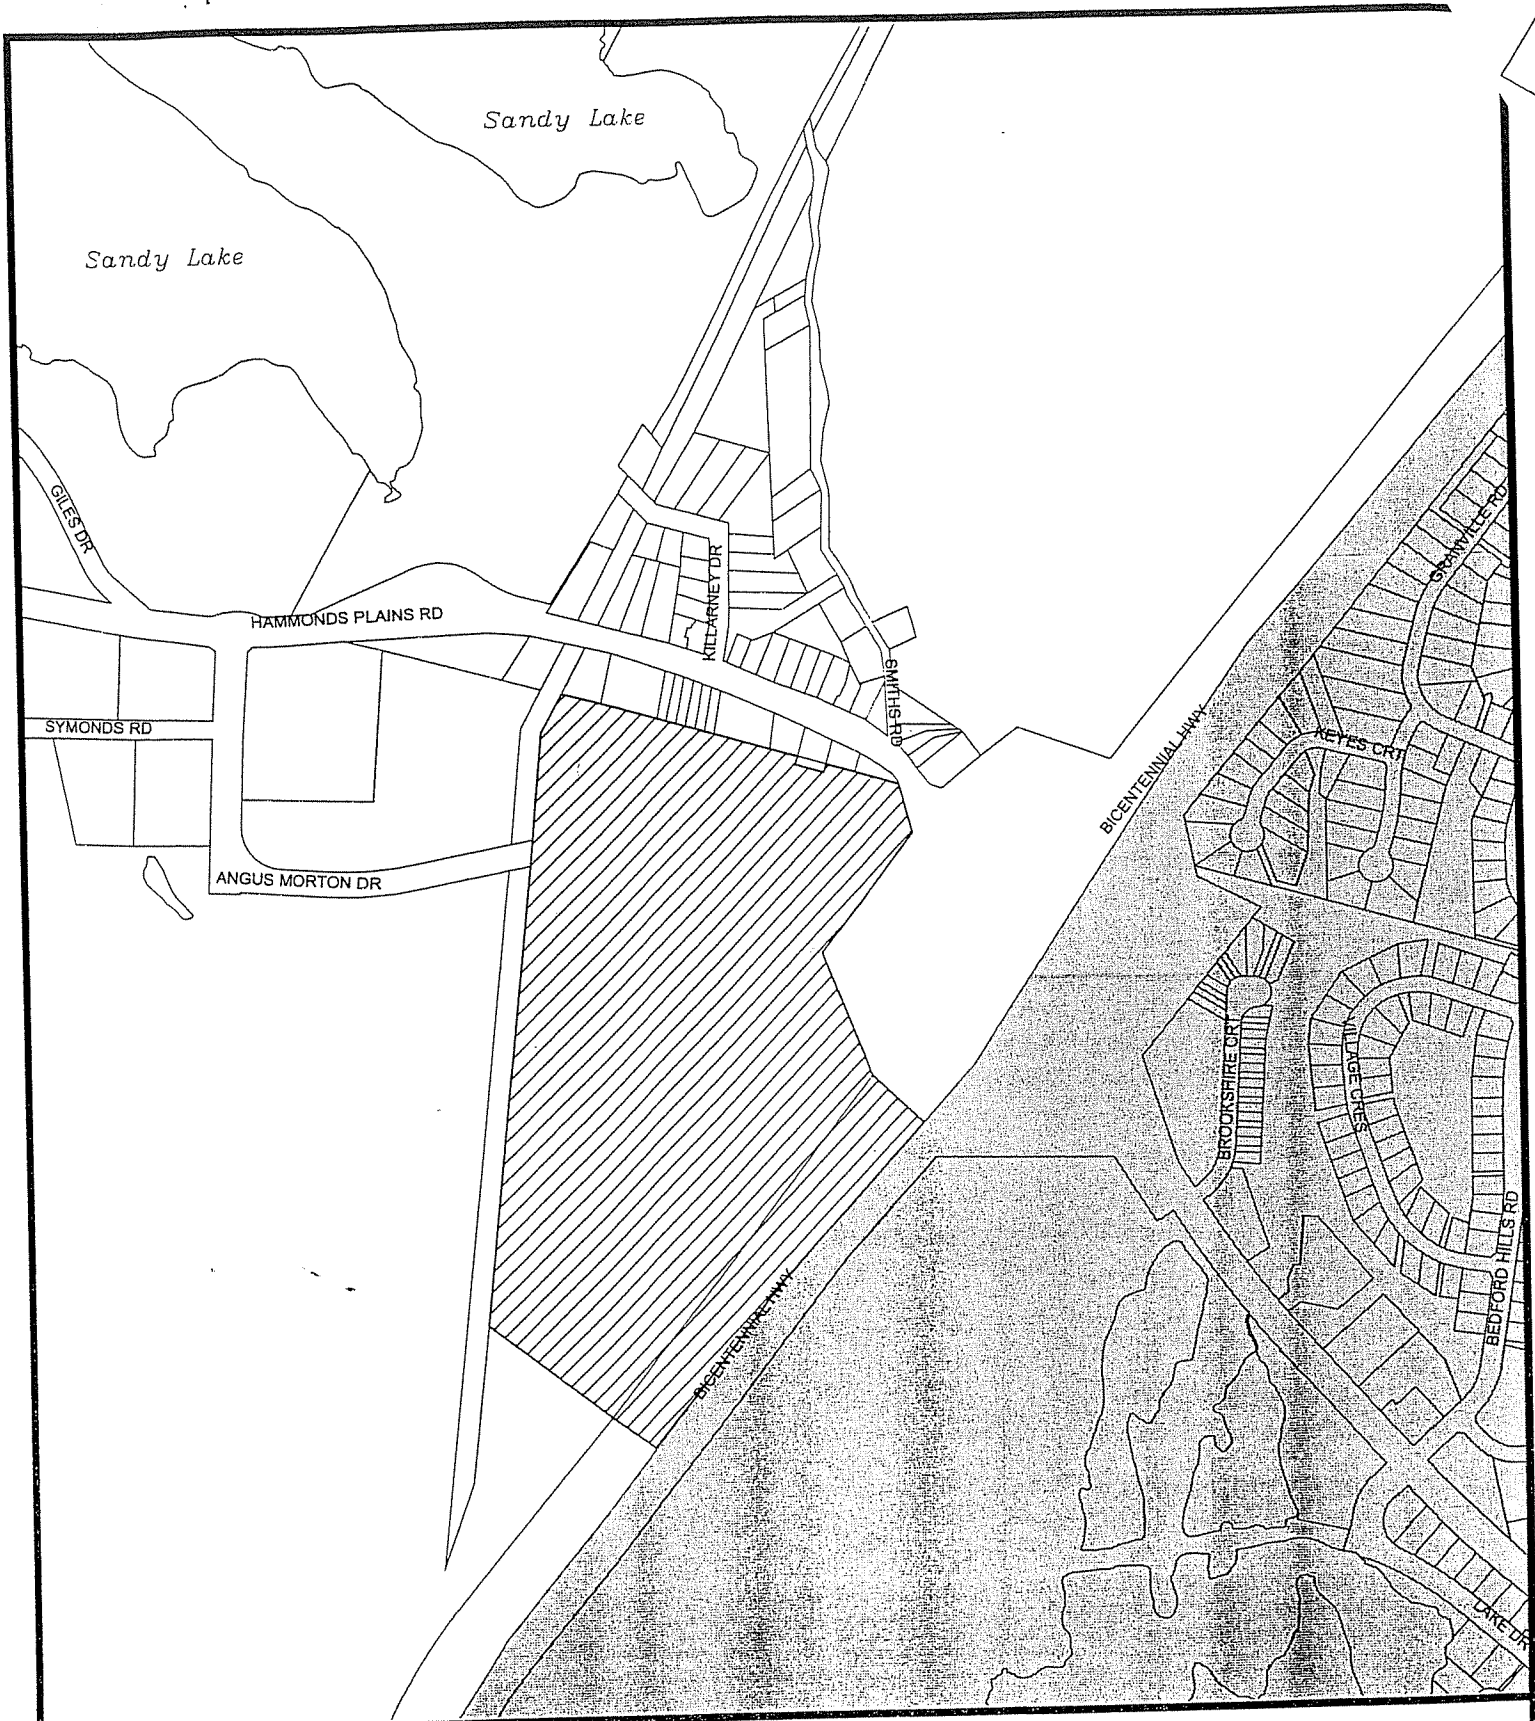 Sandy Lake
Sandy Lake
GILES DR
HAMMONDS PLAINS RD
KILLARNEY DR
SMITHS RD
SYMONDS RD
ANGUS MORTON DR
BICENTENNIAL HWY
GRANVILLE RD
KEYES CRT
BROOKSHIRE CRT
VILLAGE CRES
BEDFORD HILLS RD
BICENTENNIAL HWY
LAKE DR